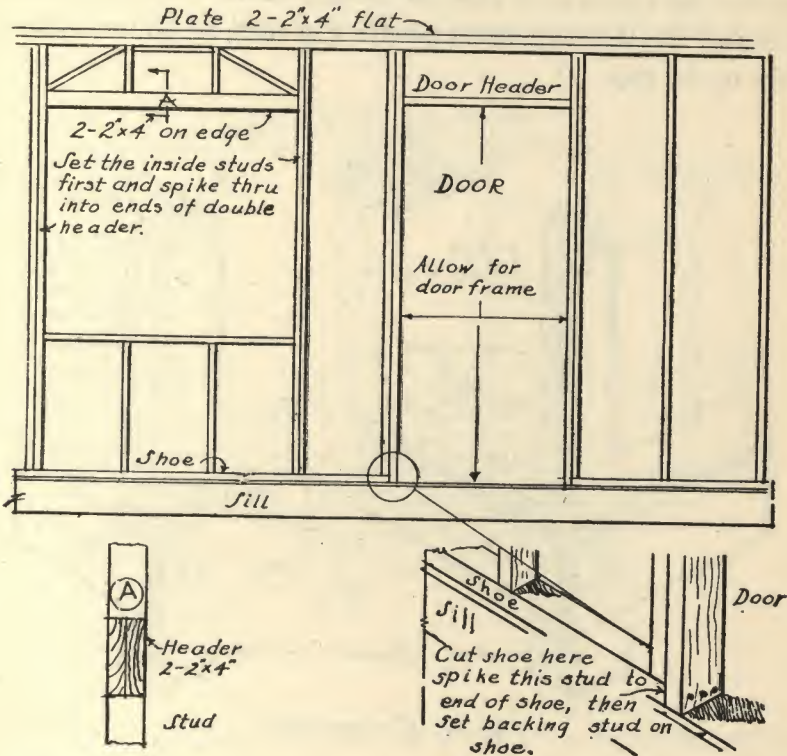 Plate 2-2"x4" flat
A
2-2"x4" on edge
Set the inside studs
first and spike thru
into ends of double
header.
Door Header
DOOR
Allow for
door frame
Shoe
Sill
A
Header
2-2"x4"
Stud
Shoe
Sill
Door
Cut shoe here
spike this stud to
end of shoe, then
set backing stud on
shoe.